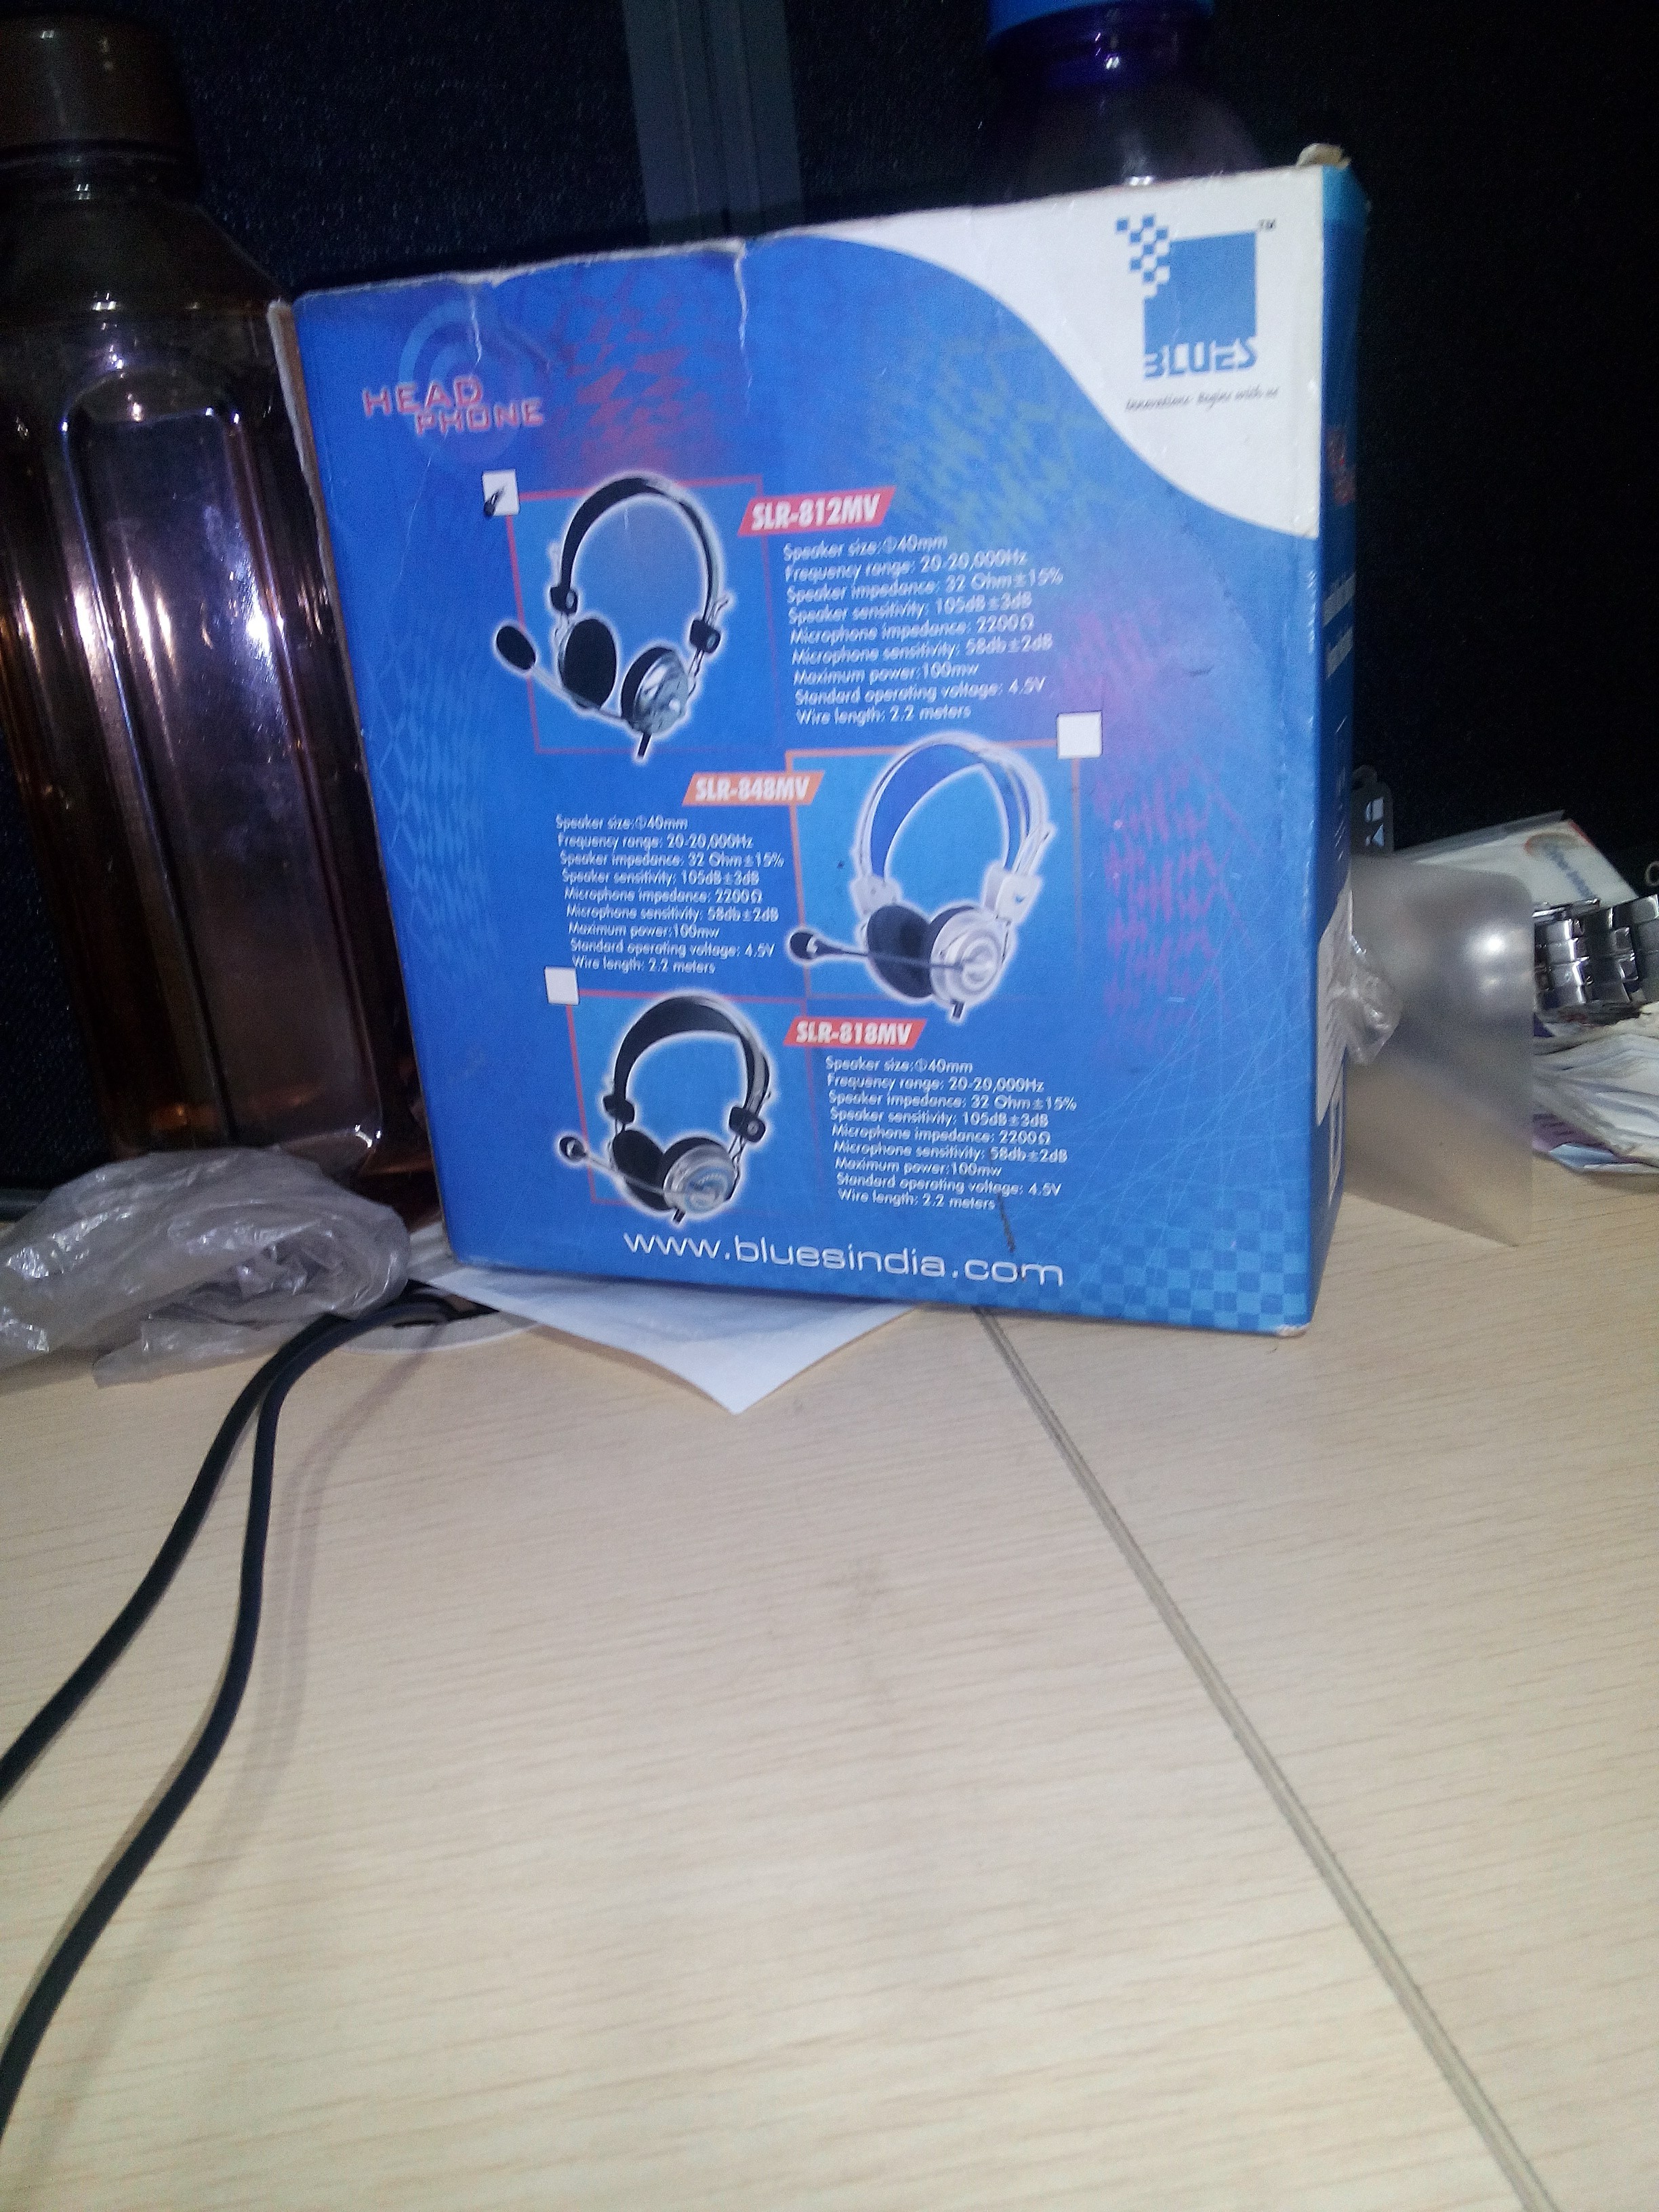 HEAD
PHONE
TM
BLUES
Innovations Begins with us
SLR-812MV
Speaker size:Φ40mm
Frequency range: 20-20,000Hz
Speaker impedance: 32 Ohm±15%
Speaker sensitivity: 105dB±3dB
Microphone impedance: 2200Ω
Microphone sensitivity: 58db±2dB
Maximum power:100mw
Standard operating voltage: 4.5V
Wire length: 2.2 meters
SLR-848MV
Speaker size:Φ40mm
Frequency range: 20-20,000Hz
Speaker impedance: 32 Ohm±15%
Speaker sensitivity: 105dB±3dB
Microphone impedance: 2200Ω
Microphone sensitivity: 58db±2dB
Maximum power:100mw
Standard operating voltage: 4.5V
Wire length: 2.2 meters
SLR-818MV
Speaker size:Φ40mm
Frequency range: 20-20,000Hz
Speaker impedance: 32 Ohm±15%
Speaker sensitivity: 105dB±3dB
Microphone impedance: 2200Ω
Microphone sensitivity: 58db±2dB
Maximum power:100mw
Standard operating voltage: 4.5V
Wire length: 2.2 meters
www.bluesindia.com